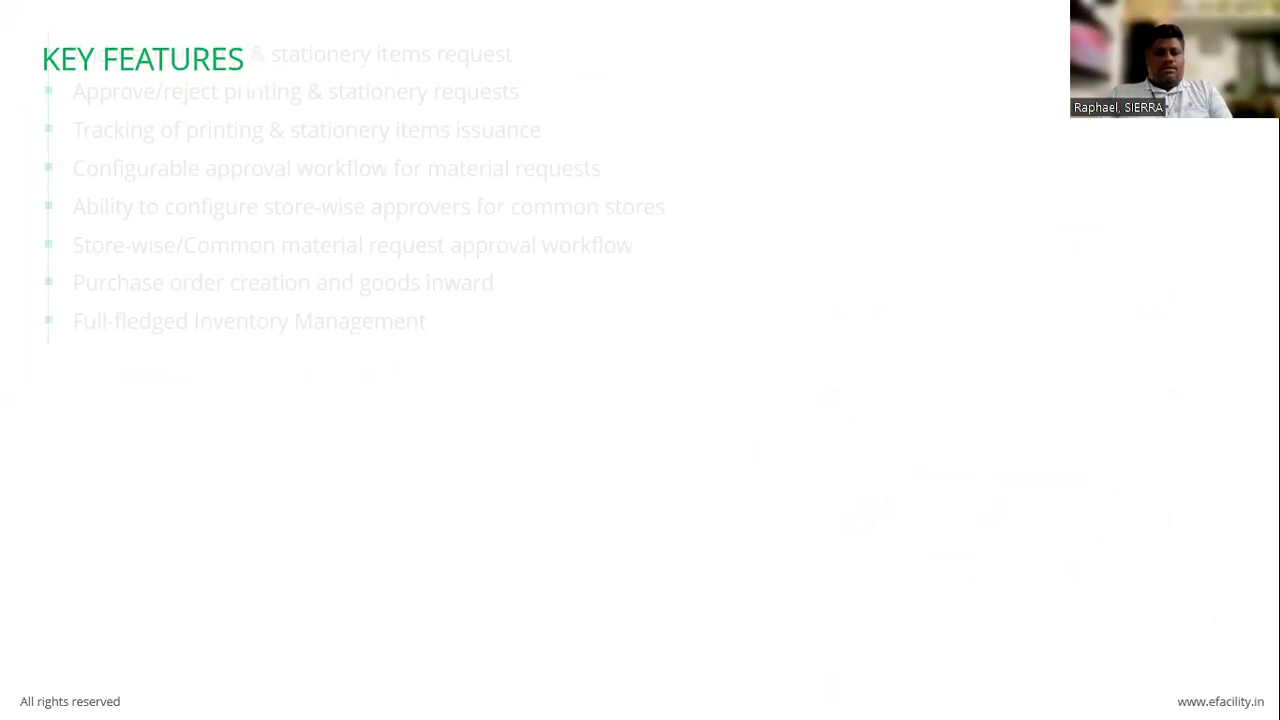 KEY FEATURES
& stationery items request
Approve/reject printing & stationery requests
Tracking of printing & stationery items issuance
Configurable approval workflow for material requests
Ability to configure store-wise approvers for common stores
Store-wise/Common material request approval workflow
Purchase order creation and goods inward
Full-fledged Inventory Management
Raphael, SIERRA
All rights reserved
www.efacility.in